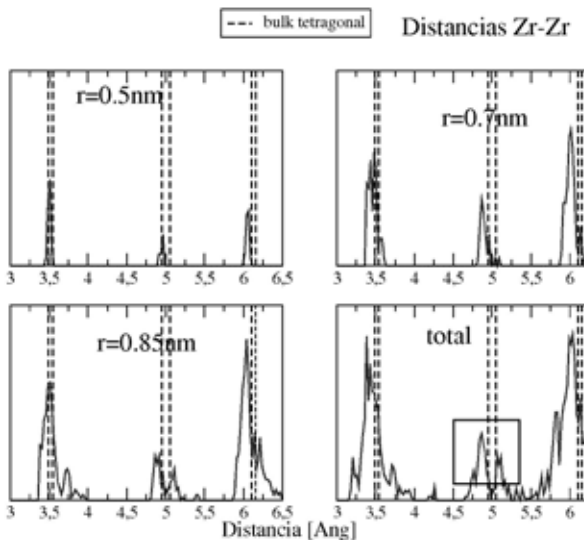 bulk tetragonal
Distancias Zr-Zr
r=0.5nm
3 3,5 4 4,5 5 5,5 6 6,5
r=0.7nm
3 3,5 4 4,5 5 5,5 6
r=0.85nm
3 3,5 4 4,5 5 5,5 6 6,5
total
3 3,5 4 4,5 5 5,5 6
Distancia [Ang]